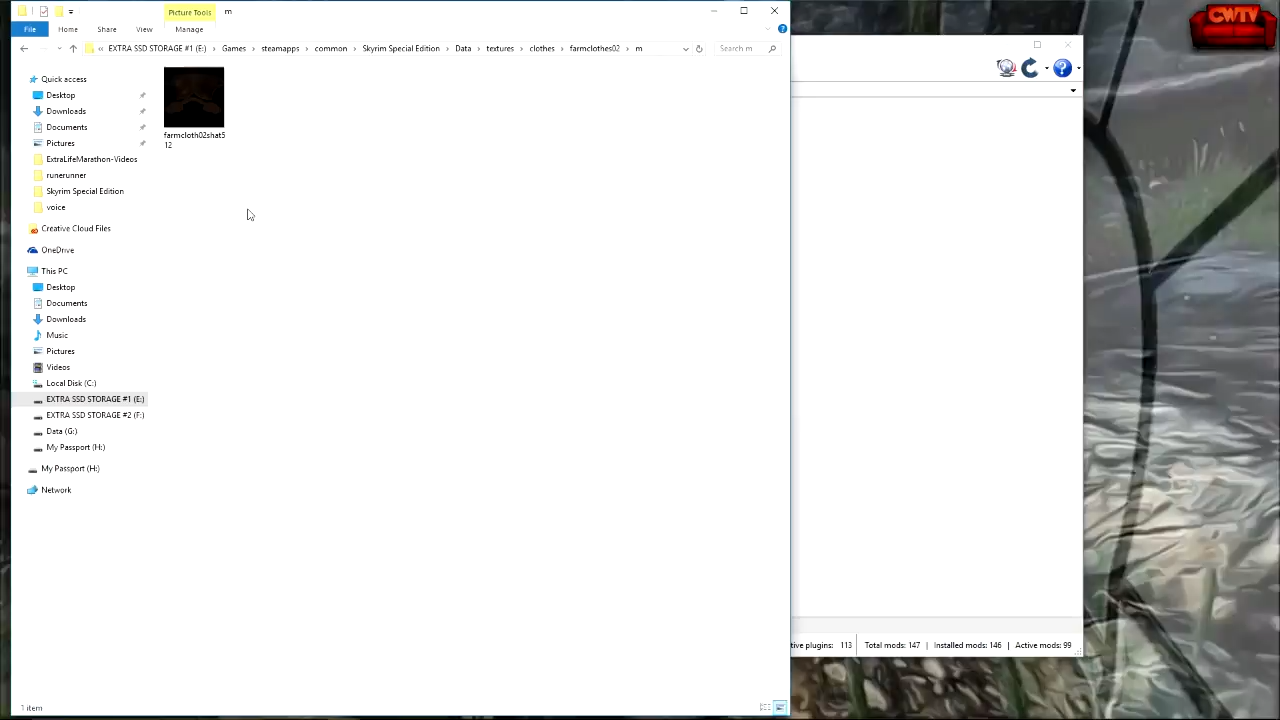 Picture Tools
m
File
Home
Share
View
Manage
« EXTRA SSD STORAGE #1 (E:) > Games > steamapps > common > Skyrim Special Edition > Data > textures > clothes > farmclothes02 > m
Search m
Quick access
Desktop
Downloads
Documents
Pictures
ExtraLifeMarathon-Videos
runerunner
Skyrim Special Edition
voice
Creative Cloud Files
OneDrive
This PC
Desktop
Documents
Downloads
Music
Pictures
Videos
Local Disk (C:)
EXTRA SSD STORAGE #1 (E:)
EXTRA SSD STORAGE #2 (F:)
Data (G:)
My Passport (H:)
My Passport (H:)
Network
farmcloth02shat5
12
1 item
tive plugins: 113
Total mods: 147
Installed mods: 146
Active mods: 99
CWTV